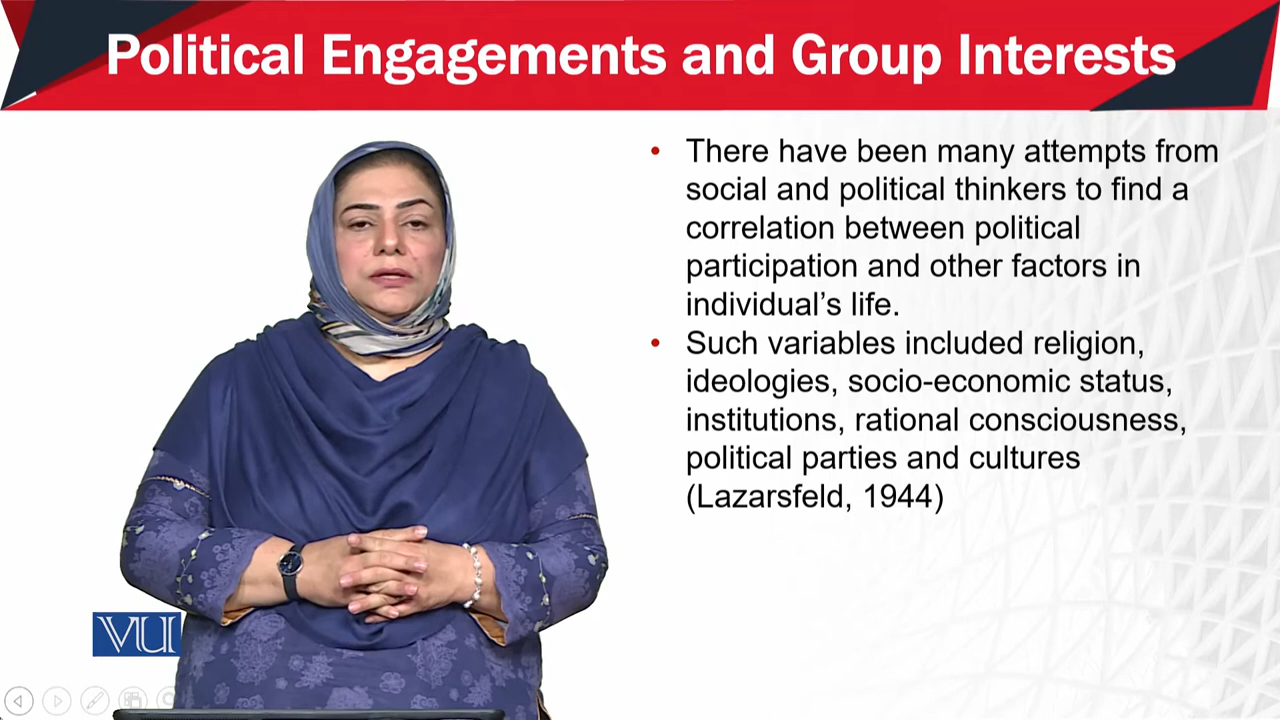 Political Engagements and Group Interests
• There have been many attempts from
social and political thinkers to find a
correlation between political
participation and other factors in
individual’s life.
• Such variables included religion,
ideologies, socio-economic status,
institutions, rational consciousness,
political parties and cultures
(Lazarsfeld, 1944)
VU